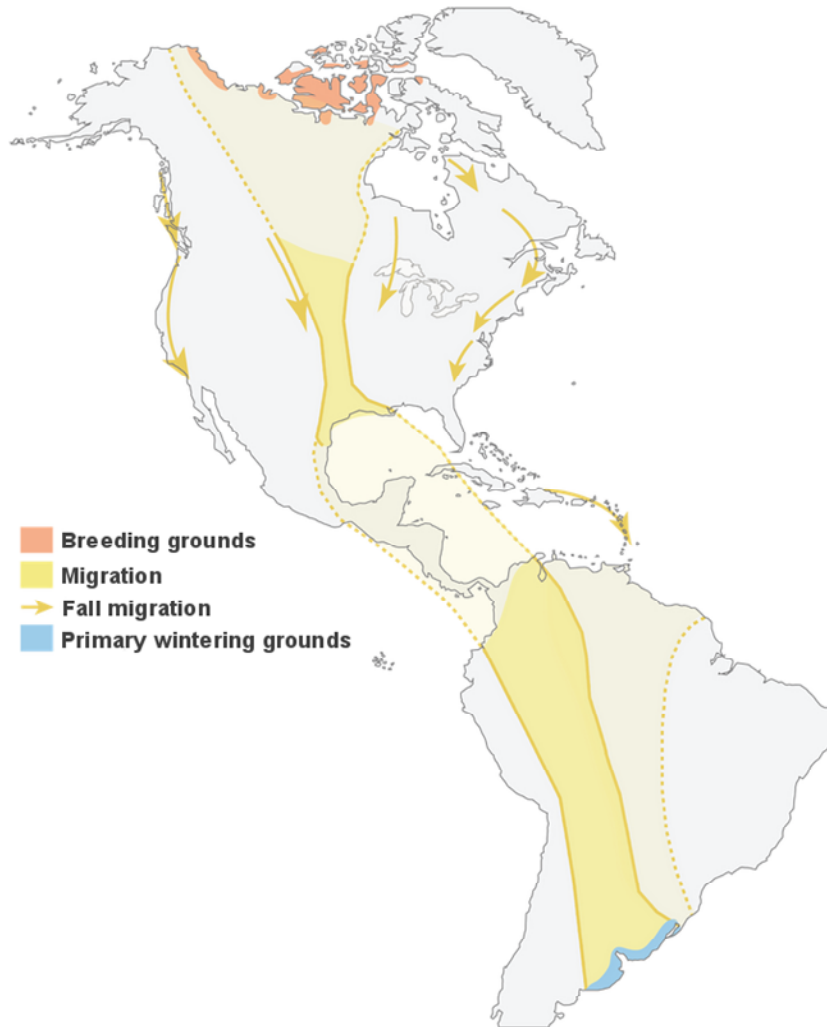 Breeding grounds
Migration
Fall migration
Primary wintering grounds